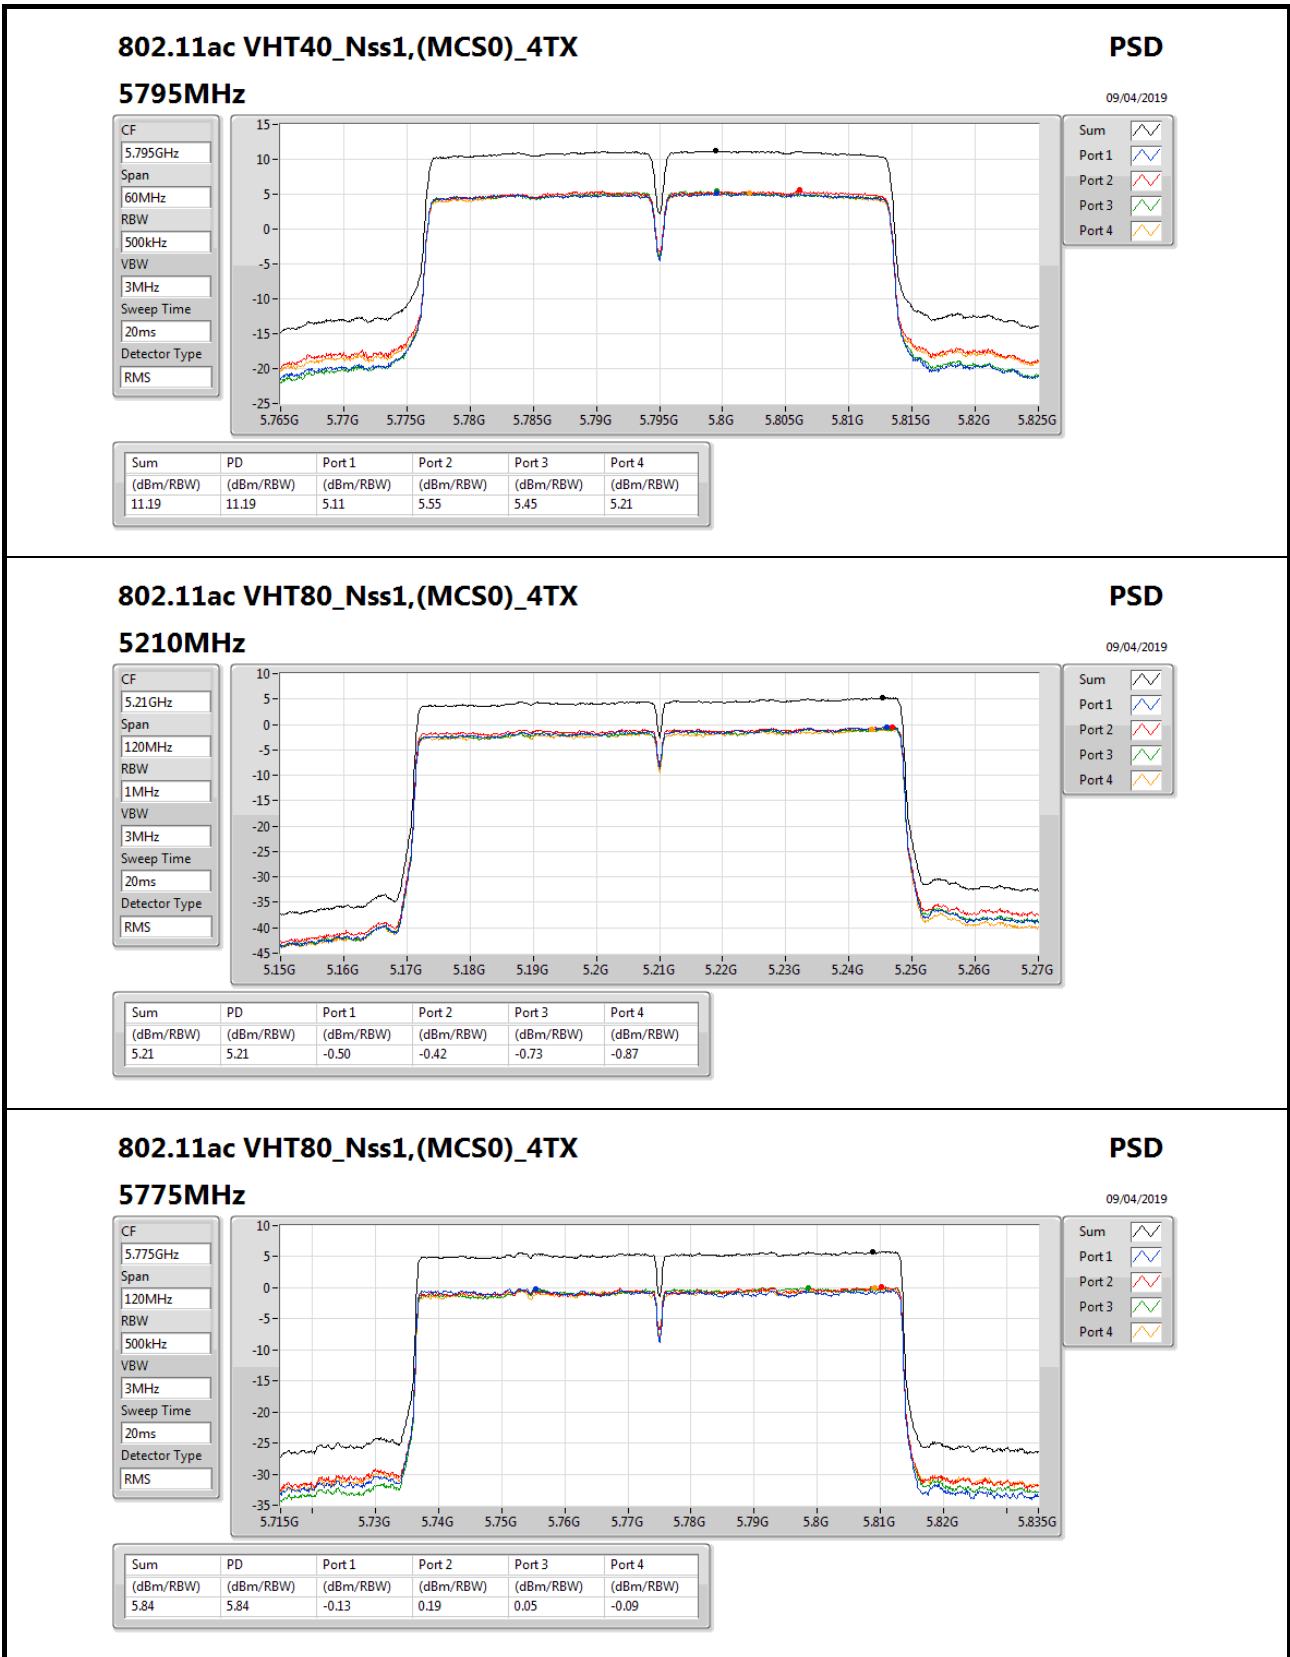 802.11ac VHT40_Nss1,(MCS0)_4TX PSD
5795MHz 09/04/2019
CF
5.795GHz
Span
60MHz
RBW
500kHz
VBW
3MHz
Sweep Time
20ms
Detector Type
RMS
15
10
5
0
-5
-10
-15
-20
-25
5.765G 5.77G 5.775G 5.78G 5.785G 5.79G 5.795G 5.8G 5.805G 5.81G 5.815G 5.82G 5.825G
Sum
Port 1
Port 2
Port 3
Port 4
Sum PD Port 1 Port 2 Port 3 Port 4
(dBm/RBW) (dBm/RBW) (dBm/RBW) (dBm/RBW) (dBm/RBW) (dBm/RBW)
11.19 11.19 5.11 5.55 5.45 5.21
802.11ac VHT80_Nss1,(MCS0)_4TX PSD
5210MHz 09/04/2019
CF
5.21GHz
Span
120MHz
RBW
1MHz
VBW
3MHz
Sweep Time
20ms
Detector Type
RMS
10
5
0
-5
-10
-15
-20
-25
-30
-35
-40
-45
5.15G 5.16G 5.17G 5.18G 5.19G 5.2G 5.21G 5.22G 5.23G 5.24G 5.25G 5.26G 5.27G
Sum
Port 1
Port 2
Port 3
Port 4
Sum PD Port 1 Port 2 Port 3 Port 4
(dBm/RBW) (dBm/RBW) (dBm/RBW) (dBm/RBW) (dBm/RBW) (dBm/RBW)
5.21 5.21 -0.50 -0.42 -0.73 -0.87
802.11ac VHT80_Nss1,(MCS0)_4TX PSD
5775MHz 09/04/2019
CF
5.775GHz
Span
120MHz
RBW
500kHz
VBW
3MHz
Sweep Time
20ms
Detector Type
RMS
10
5
0
-5
-10
-15
-20
-25
-30
-35
5.715G 5.73G 5.74G 5.75G 5.76G 5.77G 5.78G 5.79G 5.8G 5.81G 5.82G 5.835G
Sum
Port 1
Port 2
Port 3
Port 4
Sum PD Port 1 Port 2 Port 3 Port 4
(dBm/RBW) (dBm/RBW) (dBm/RBW) (dBm/RBW) (dBm/RBW) (dBm/RBW)
5.84 5.84 -0.13 0.19 0.05 -0.09